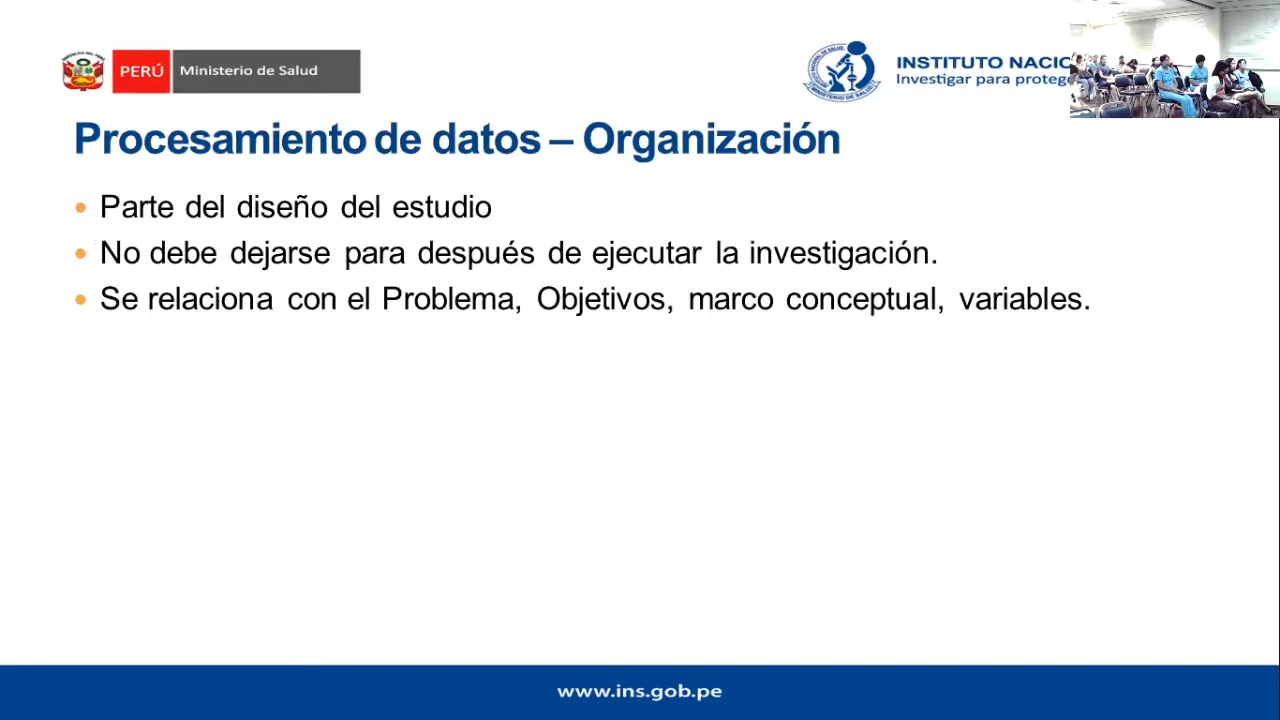 PERÚ Ministerio de Salud
INSTITUTO NACIO
Investigar para proteg
Procesamiento de datos – Organización
Parte del diseño del estudio
No debe dejarse para después de ejecutar la investigación.
Se relaciona con el Problema, Objetivos, marco conceptual, variables.
www.ins.gob.pe